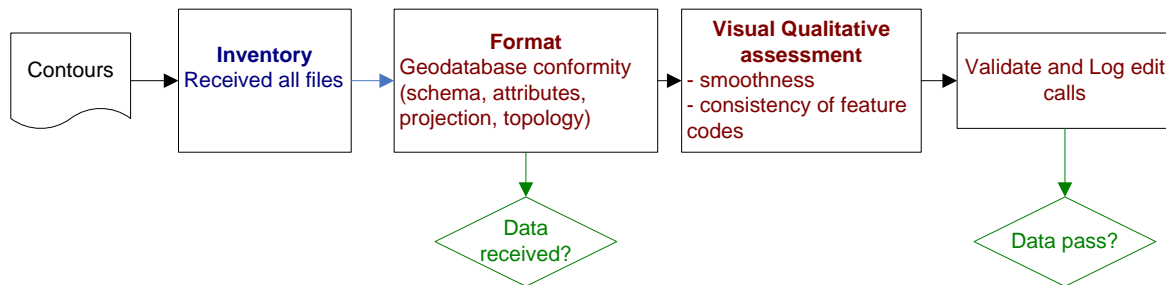 Contours
Inventory
Received all files
Format
Geodatabase conformity
(schema, attributes,
projection, topology)
Visual Qualitative
assessment
- smoothness
- consistency of feature
codes
Validate and Log edit
calls
Data
received?
Data pass?